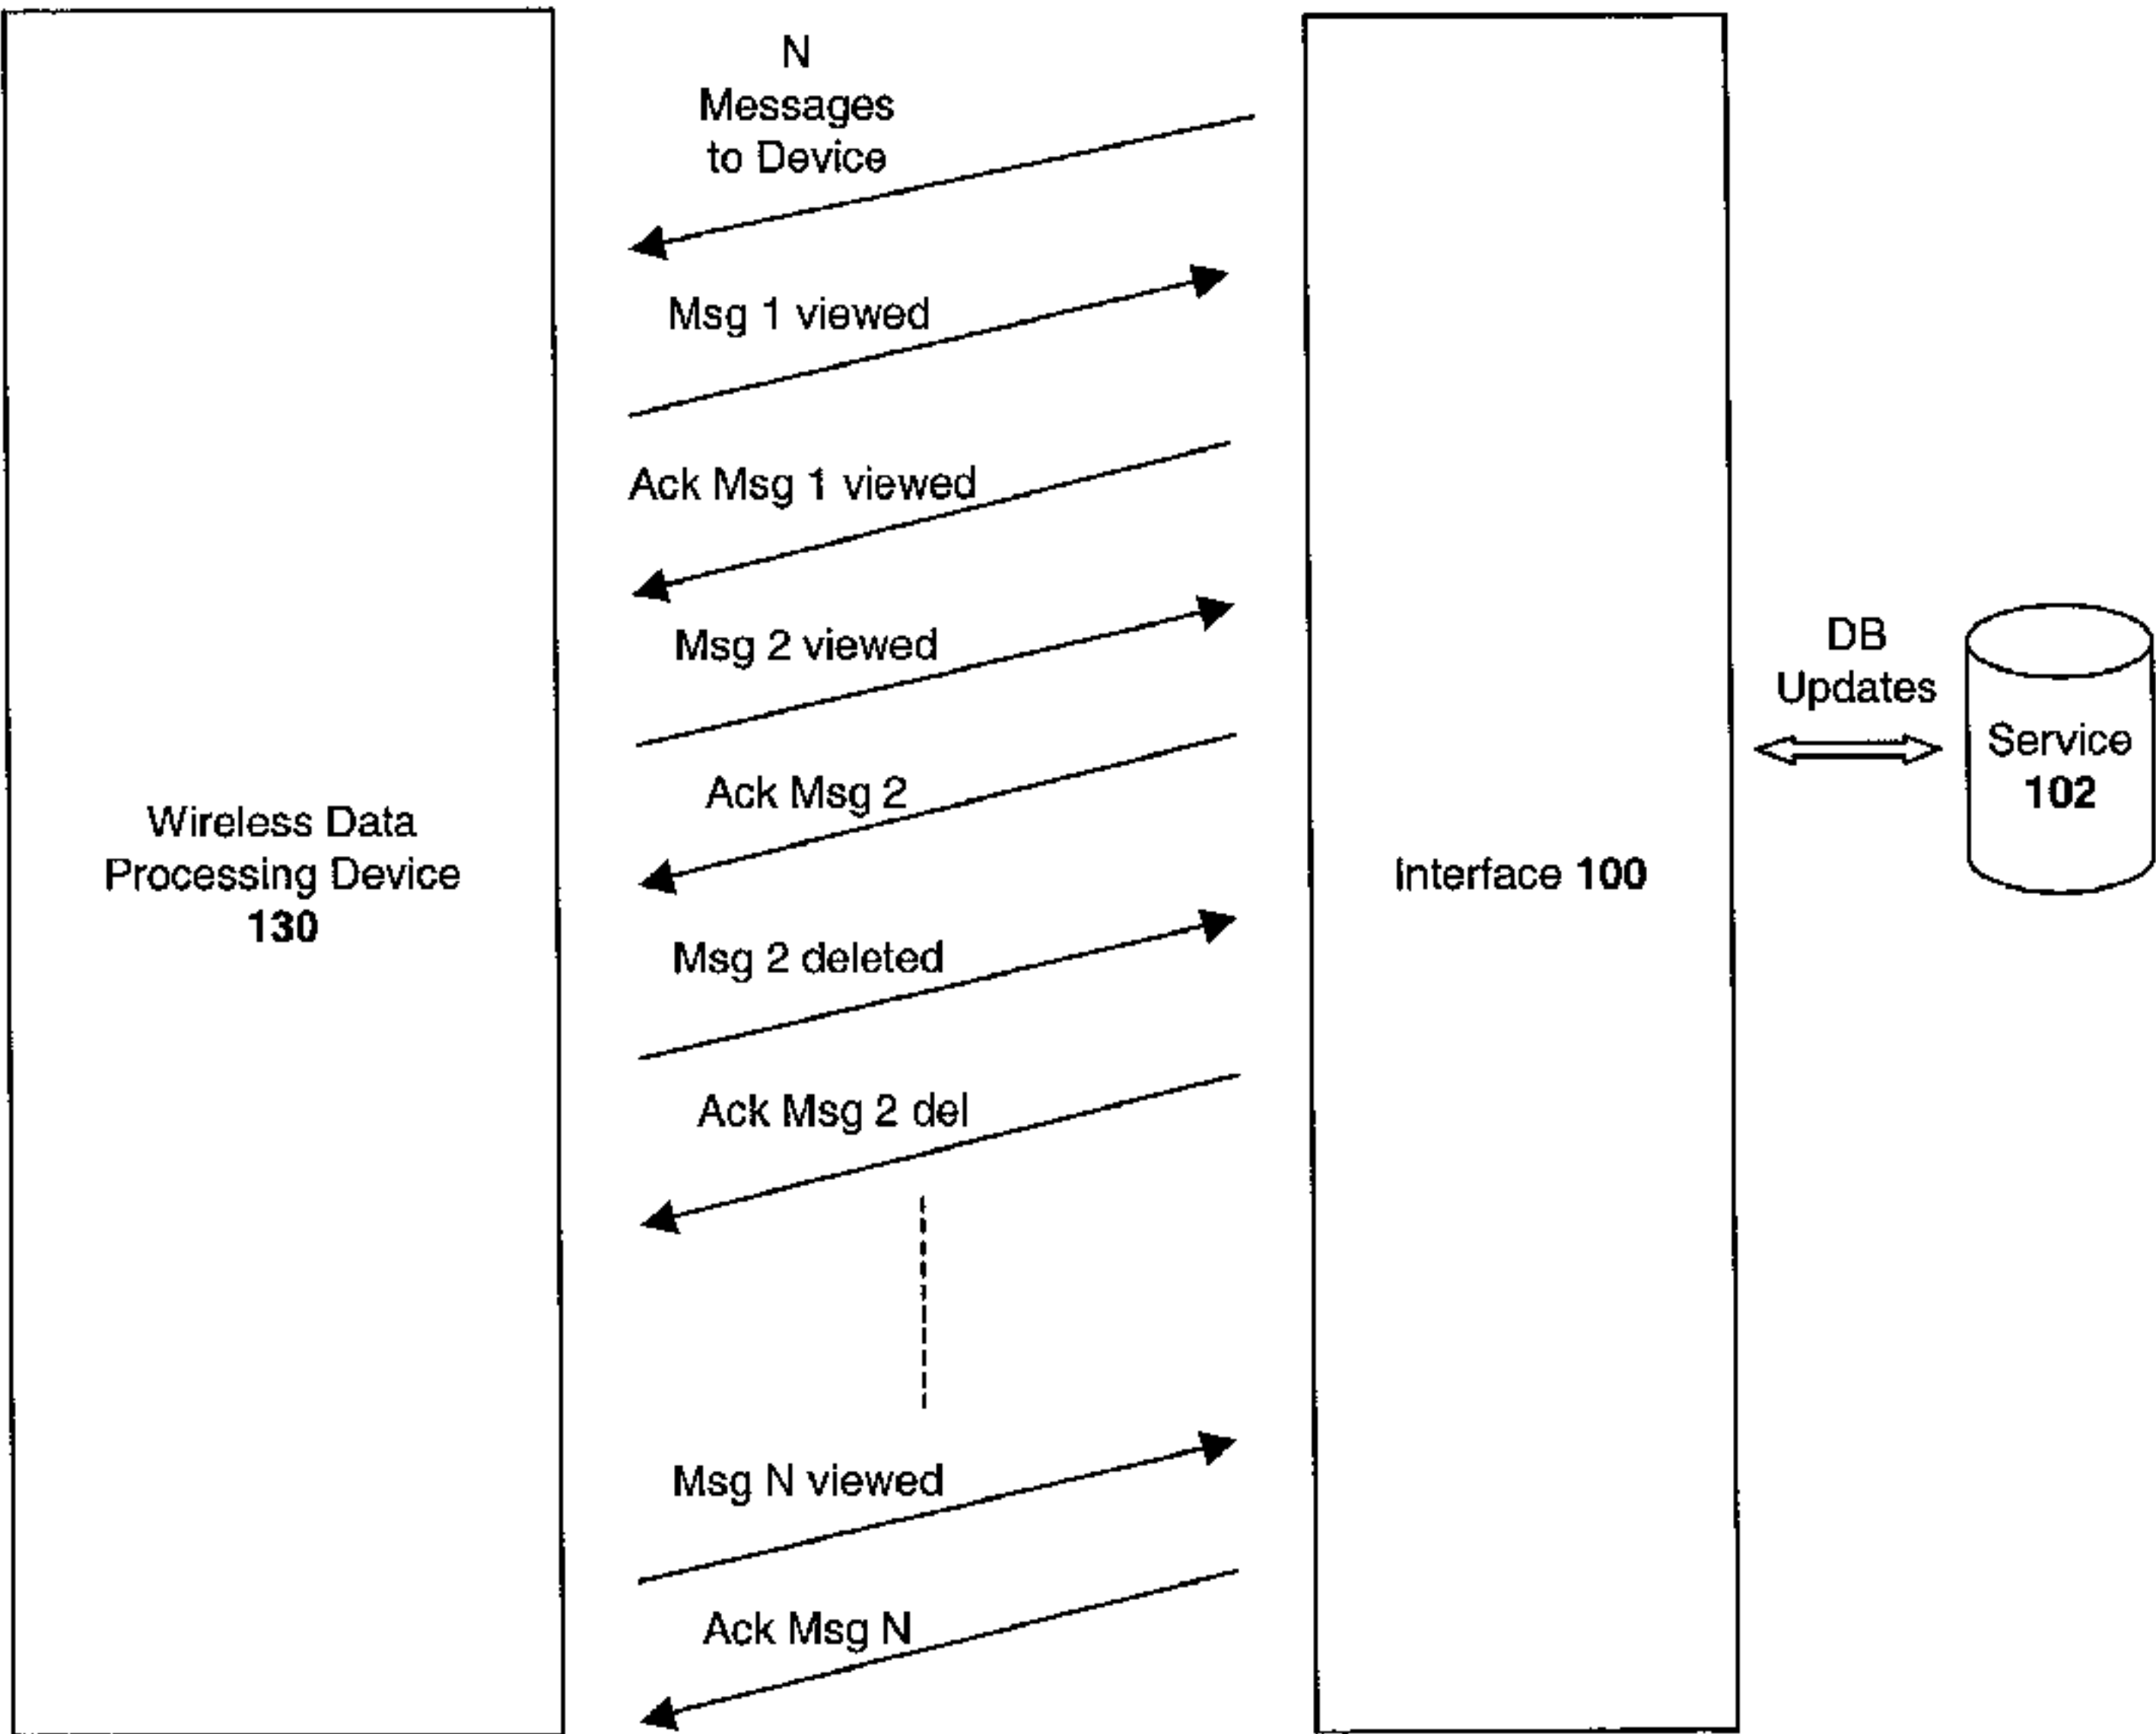 N
Messages
to Device
Msg 1 viewed
Ack Msg 1 viewed
Msg 2 viewed
Ack Msg 2
Msg 2 deleted
Ack Msg 2 del
Msg N viewed
Ack Msg N
Wireless Data
Processing Device
130
Interface 100
DB
Updates
Service
102